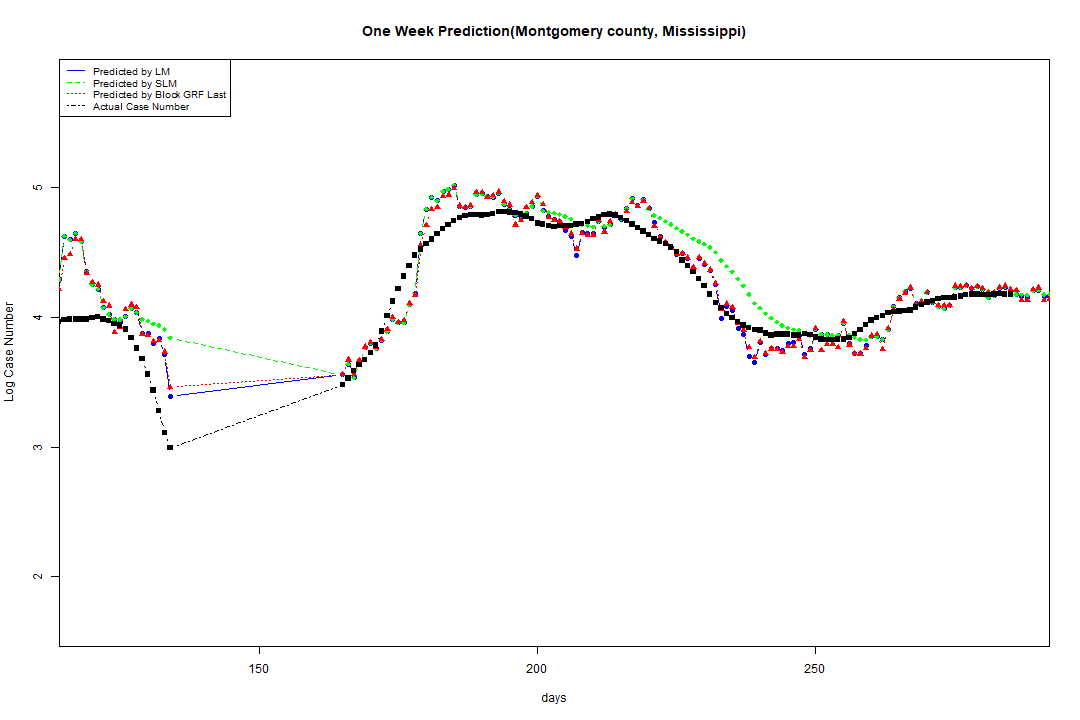 One Week Prediction(Montgomery county, Mississippi)
Predicted by LM
Predicted by SLM
Predicted by Block GRF Last
Actual Case Number
5
4
3
2
Log Case Number
150
200
250
days